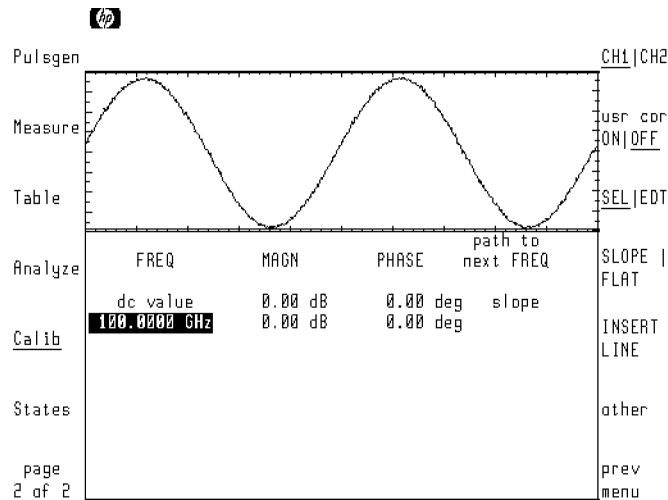 hp
Pulsgen
Measure
Table
Analyze
Calib
States
page
2 of 2
FREQ MAGN PHASE path to next FREQ
dc value 0.00 dB 0.00 deg slope
100.0000 GHz 0.00 dB 0.00 deg
CH1|CH2
usr cor
ON|OFF
SEL|EDT
SLOPE |
FLAT
INSERT
LINE
other
prev
menu